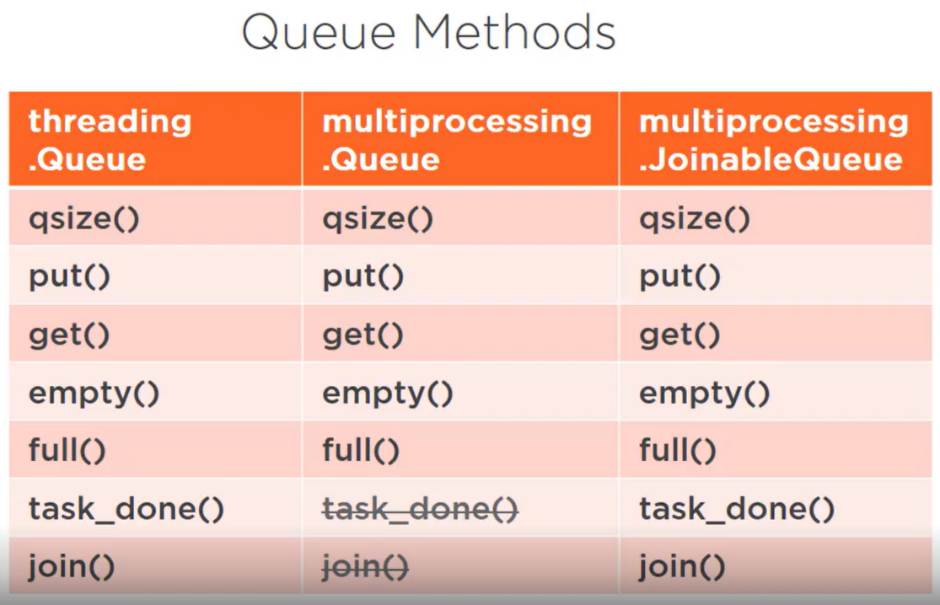 Queue Methods
threading multiprocessing multiprocessing
.Queue .Queue .JoinableQueue
qsize() qsize() qsize()
put() put() put()
get() get() get()
empty() empty() empty()
full() full() full()
task_done() task_done() task_done()
join() join() join()